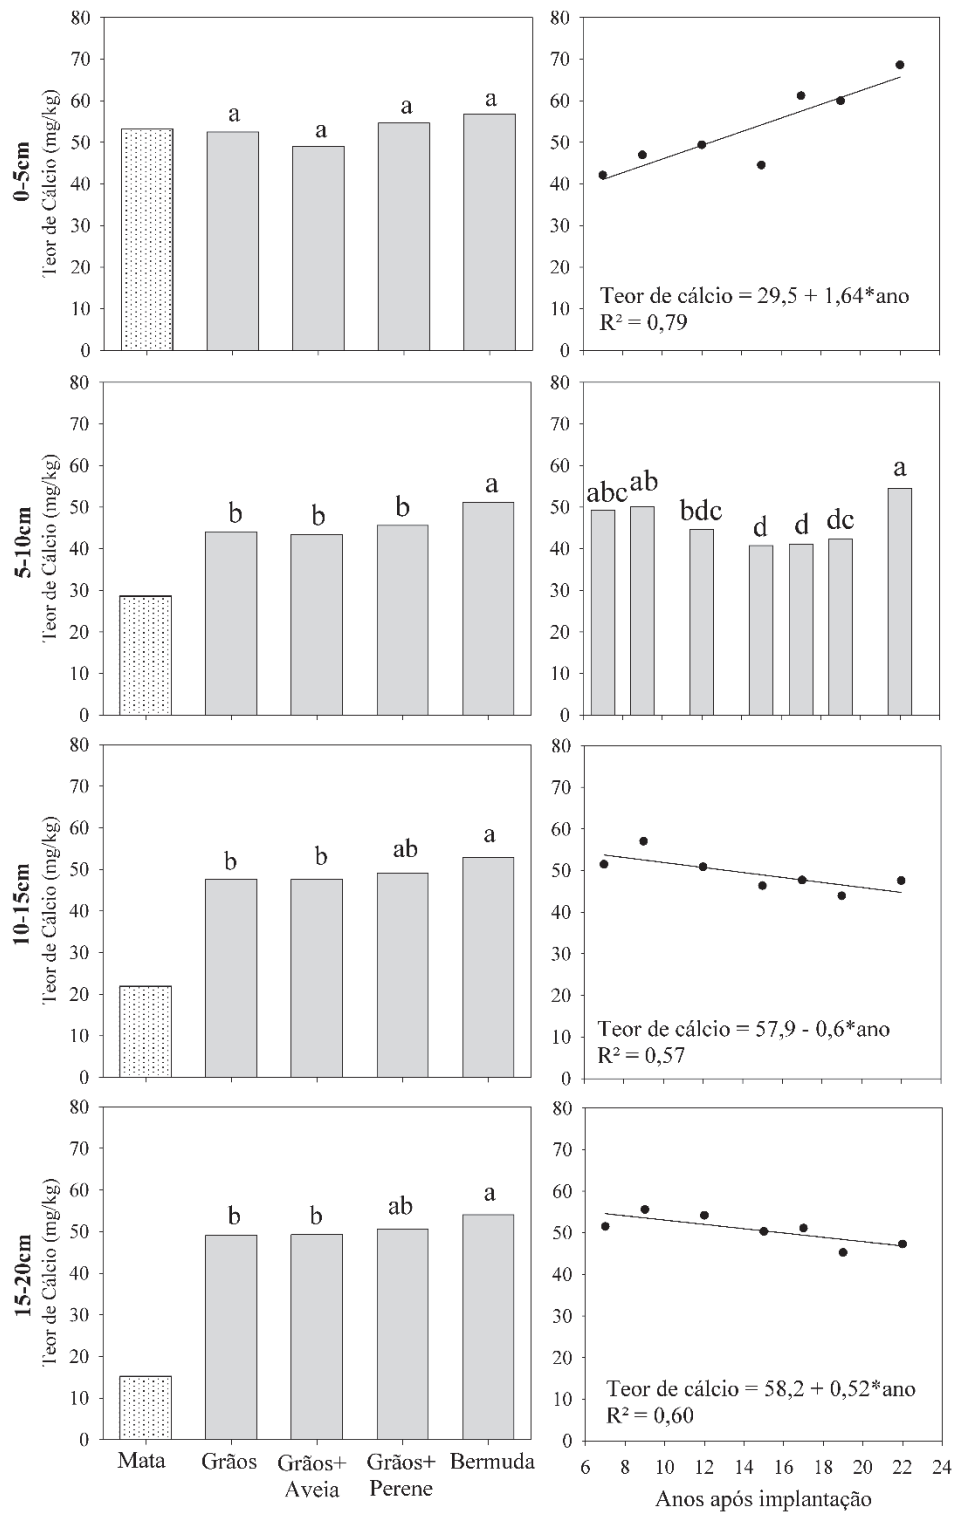 0-5cm
Teor de Cálcio (mg/kg)
80
70
60
50
40
30
20
10
0
a
a
a
a
80
70
60
50
40
30
20
10
0
Teor de cálcio = 29,5 + 1,64*ano
R² = 0,79
5-10cm
Teor de Cálcio (mg/kg)
80
70
60
50
40
30
20
10
0
b
b
b
a
80
70
60
50
40
30
20
10
0
abc
ab
bdc
d
d
dc
a
10-15cm
Teor de Cálcio (mg/kg)
80
70
60
50
40
30
20
10
0
b
b
ab
a
80
70
60
50
40
30
20
10
0
Teor de cálcio = 57,9 - 0,6*ano
R² = 0,57
15-20cm
Teor de Cálcio (mg/kg)
80
70
60
50
40
30
20
10
0
b
b
ab
a
Mata
Grãos
Grãos+
Aveia
Grãos+
Perene
Bermuda
80
70
60
50
40
30
20
10
0
Teor de cálcio = 58,2 + 0,52*ano
R² = 0,60
6 8 10 12 14 16 18 20 22 24
Anos após implantação